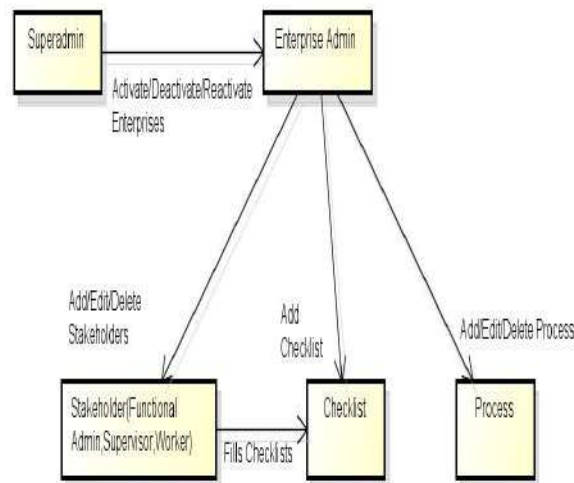 Superadmin
Enterprise Admin
Activate/Deactivate/Reactivate
Enterprises
Add/Edit/Delete
Stakeholders
Add
Checklist
Add/Edit/Delete Process
Stakeholder(Functional
Admin,Supervisor,Worker)
Fills Checklists
Checklist
Process